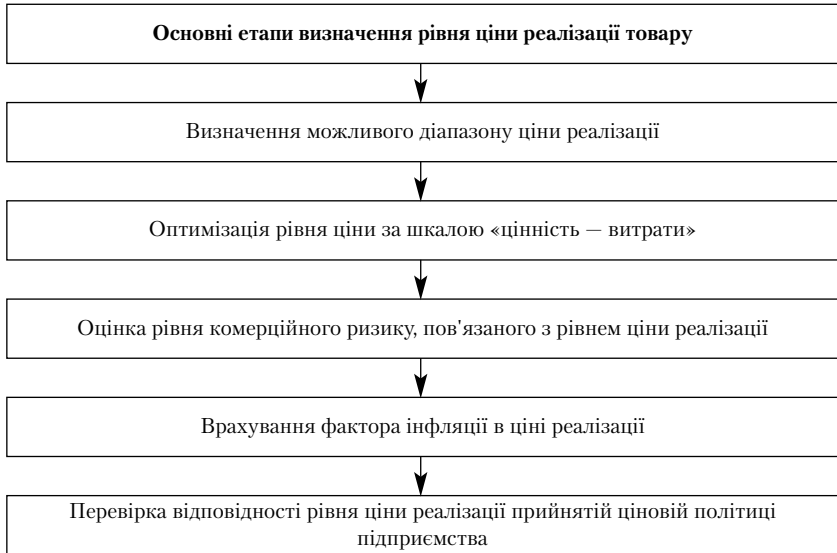 Основні етапи визначення рівня ціни реалізації товару
Визначення можливого діапазону ціни реалізації
Оптимізація рівня ціни за шкалою «цінність — витрати»
Оцінка рівня комерційного ризику, пов'язаного з рівнем ціни реалізації
Врахування фактора інфляції в ціні реалізації
Перевірка відповідності рівня ціни реалізації прийнятій ціновій політиці
підприємства